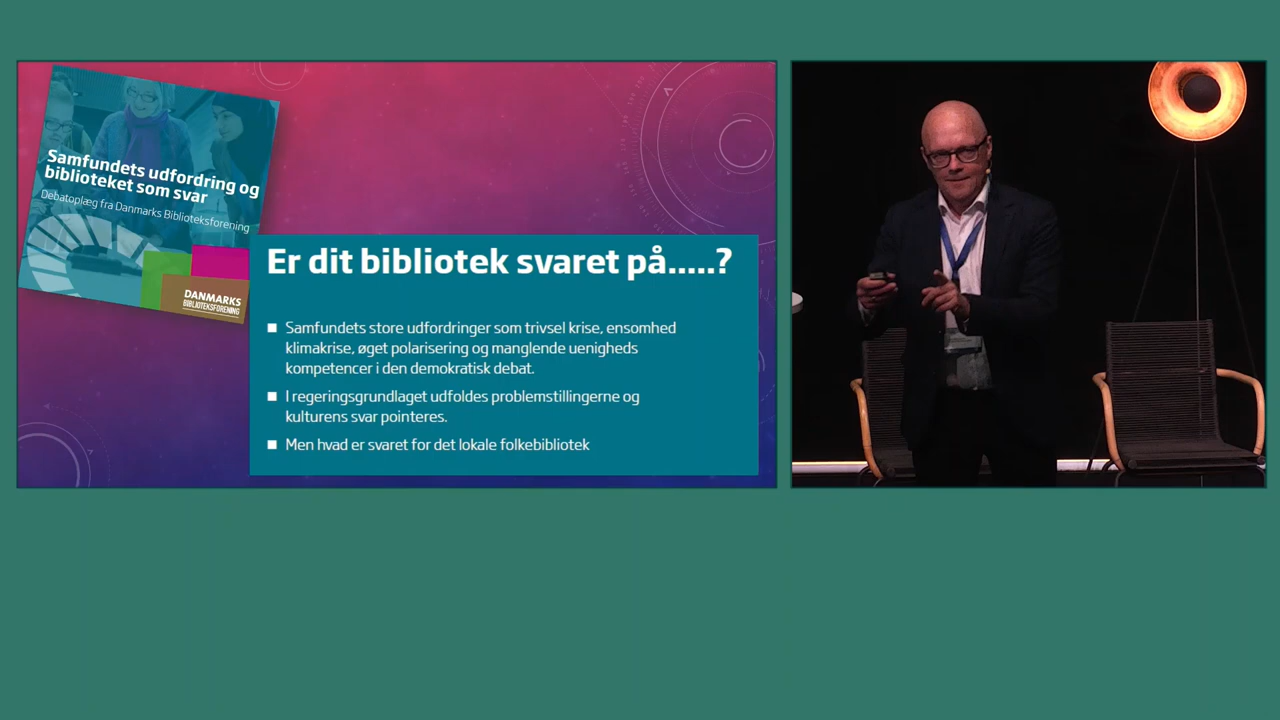 Samfundets udfordring og
biblioteket som svar
Debatoplæg fra Danmarks Biblioteksforening
DANMARKS
BIBLIOTEKSFORENING
Er dit bibliotek svaret på.....?
■ Samfundets store udfordringer som trivsel krise, ensomhed
klimakrise, øget polarisering og manglende uenigheds
kompetencer i den demokratisk debat.
■ I regeringsgrundlaget udfoldes problemstillingerne og
kulturens svar pointeres.
■ Men hvad er svaret for det lokale folkebibliotek